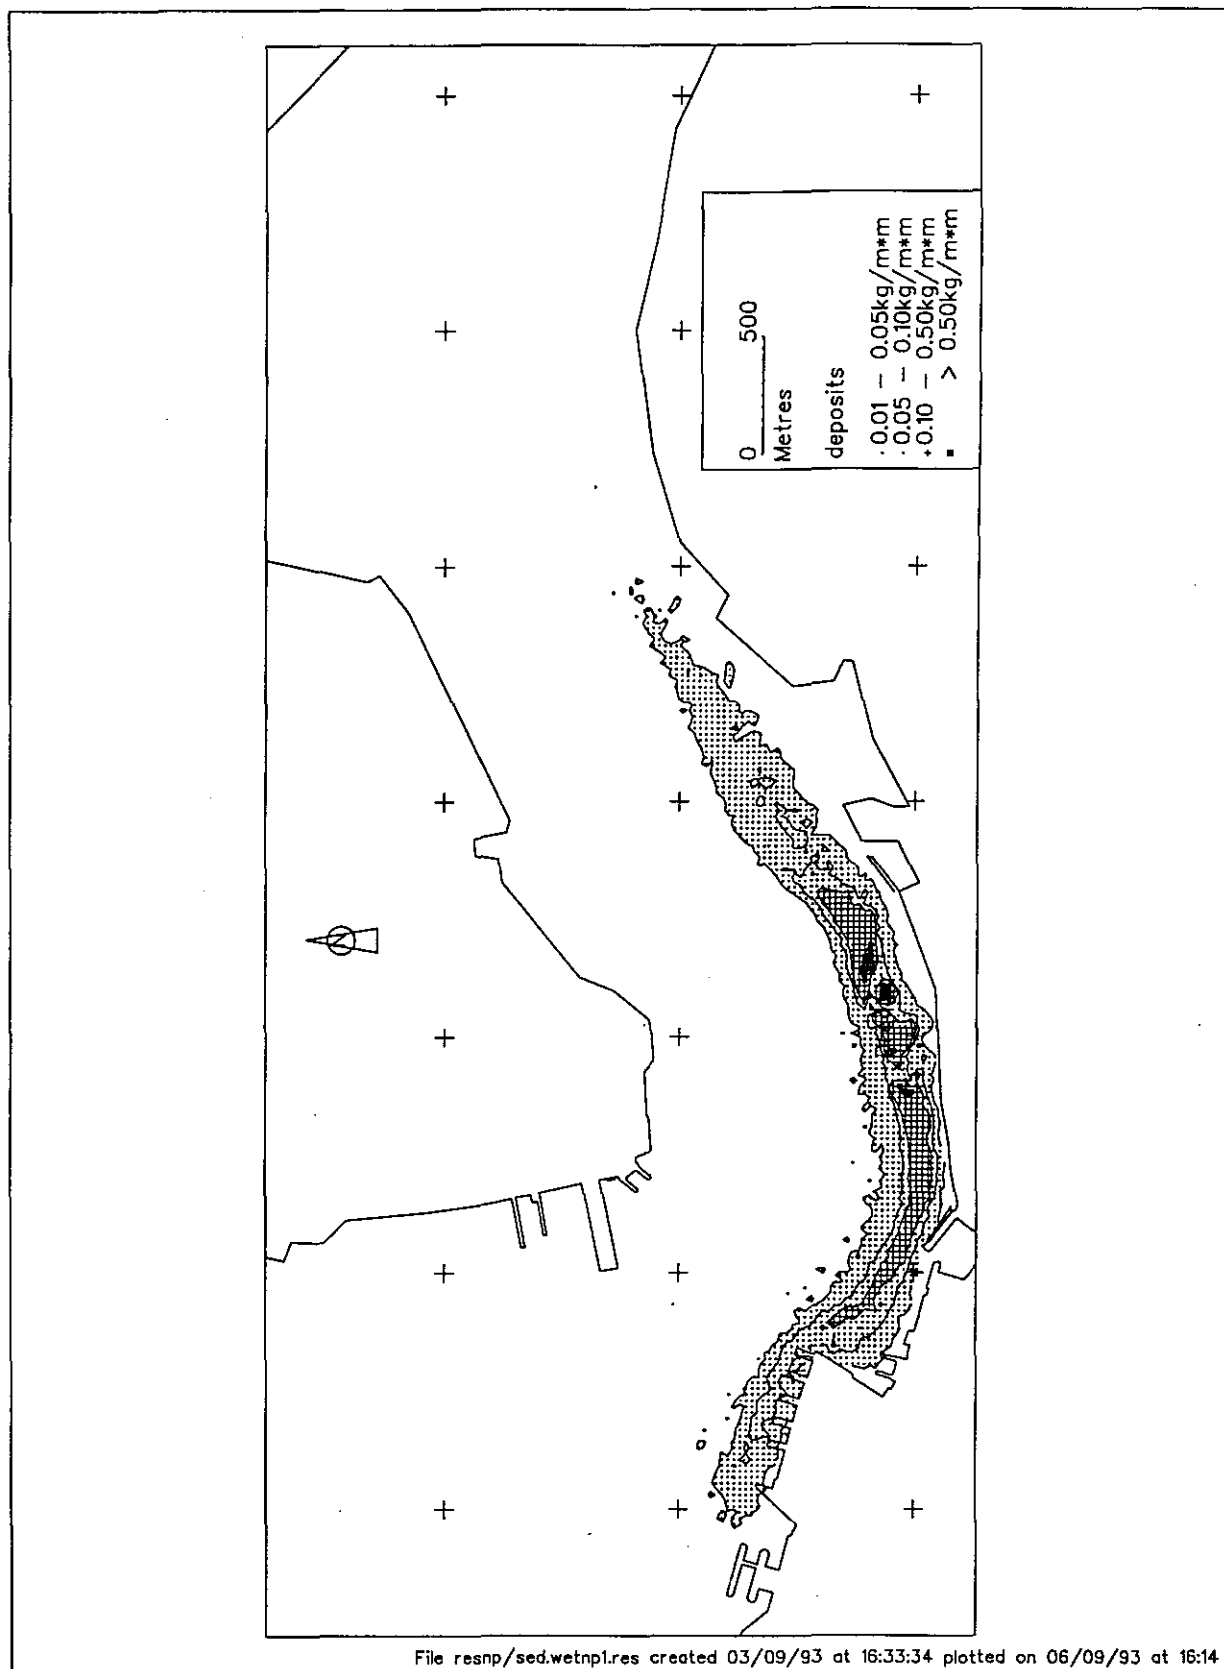 N
0 500
Metres
deposits
· 0.01 — 0.05kg/m*m
· 0.05 — 0.10kg/m*m
+ 0.10 — 0.50kg/m*m
▪ > 0.50kg/m*m
File resnp/sed.wetnp1.res created 03/09/93 at 16:33:34 plotted on 06/09/93 at 16:14